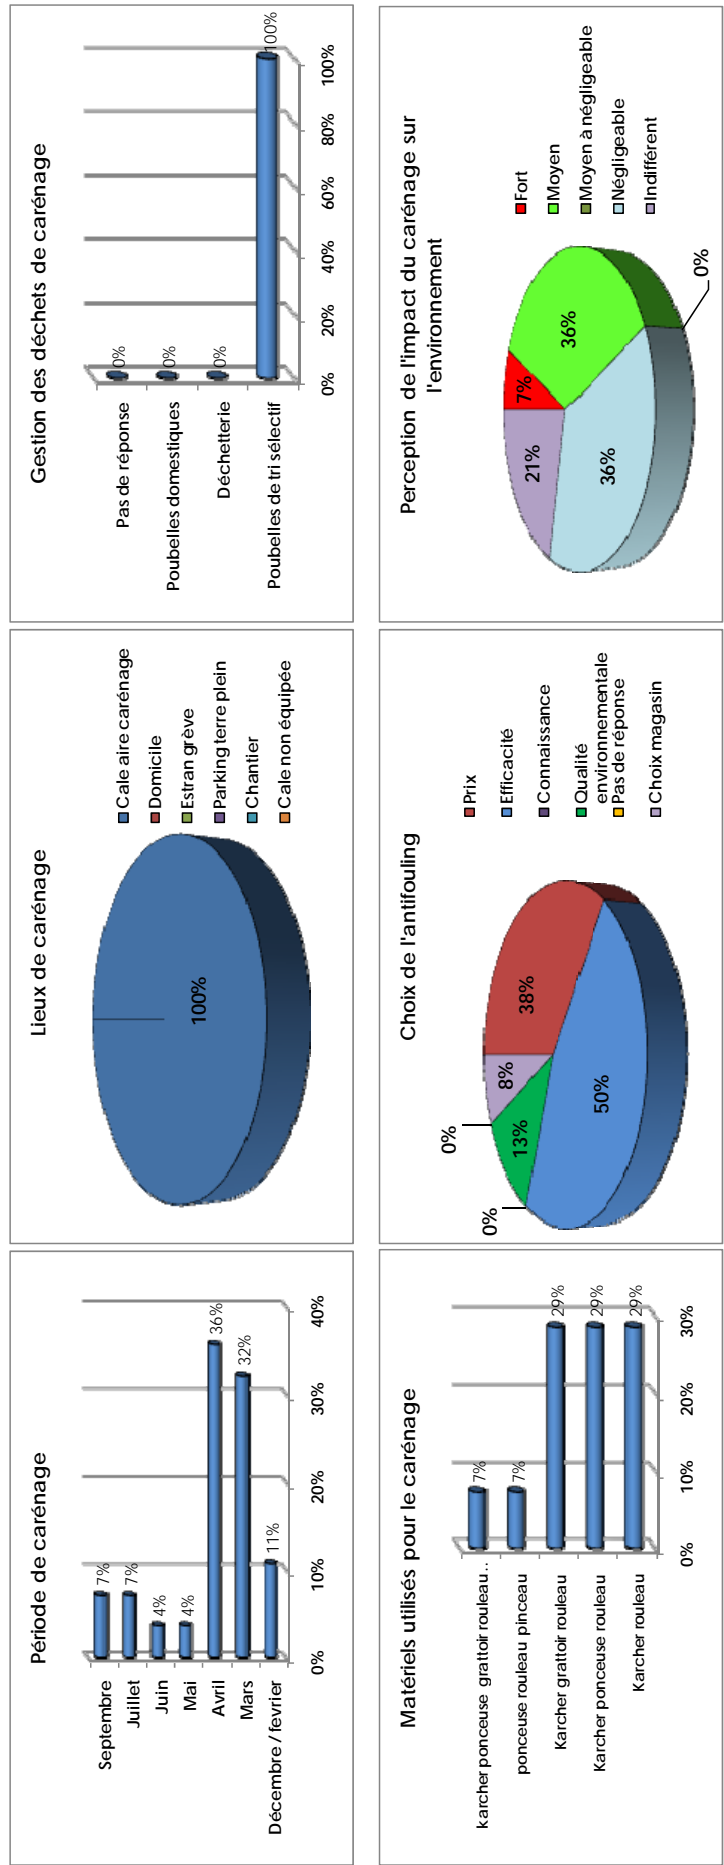 Période de carénage
Septembre
7%
Juillet
7%
Juin
4%
Mai
4%
Avril
36%
Mars
32%
Décembre / fevrier
11%
0%
10%
20%
30%
40%
Lieux de carénage
100%
Cale aire carénage
Domicile
Estran grève
Parking terre plein
Chantier
Cale non équipée
Gestion des déchets de carénage
Pas de réponse
0%
Poubelles domestiques
0%
Déchetterie
0%
Poubelles de tri sélectif
100%
0%
20%
40%
60%
80%
100%
Matériels utilisés pour le carénage
karcher ponceuse grattoir rouleau..
7%
ponceuse rouleau pinceau
7%
Karcher grattoir rouleau
29%
Karcher ponceuse rouleau
29%
Karcher rouleau
29%
0%
10%
20%
30%
Choix de l'antifouling
0%
0%
8%
13%
38%
50%
Prix
Efficacité
Connaissance
Qualité
environnementale
Pas de réponse
Choix magasin
Perception de l'impact du carénage sur
l'environnement
7%
21%
36%
36%
0%
Fort
Moyen
Moyen à négligeable
Négligeable
Indifférent